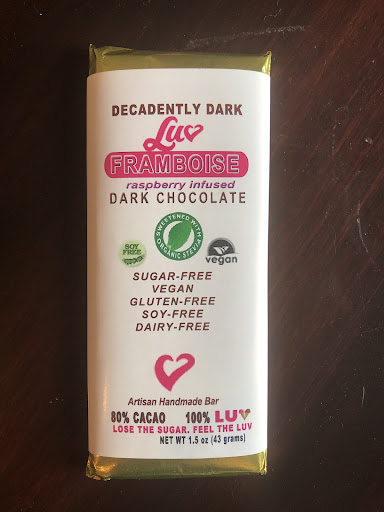 DECADENTLY DARK
Luv
FRAMBOISE
raspberry infused
DARK CHOCOLATE
SWEETENED WITH ORGANIC STEVIA
SOY FREE
vegan
SUGAR-FREE
VEGAN
GLUTEN-FREE
SOY-FREE
DAIRY-FREE
Artisan Handmade Bar
80% CACAO 100% LUV
LOSE THE SUGAR. FEEL THE LUV
NET WT 1.5 oz (43 grams)